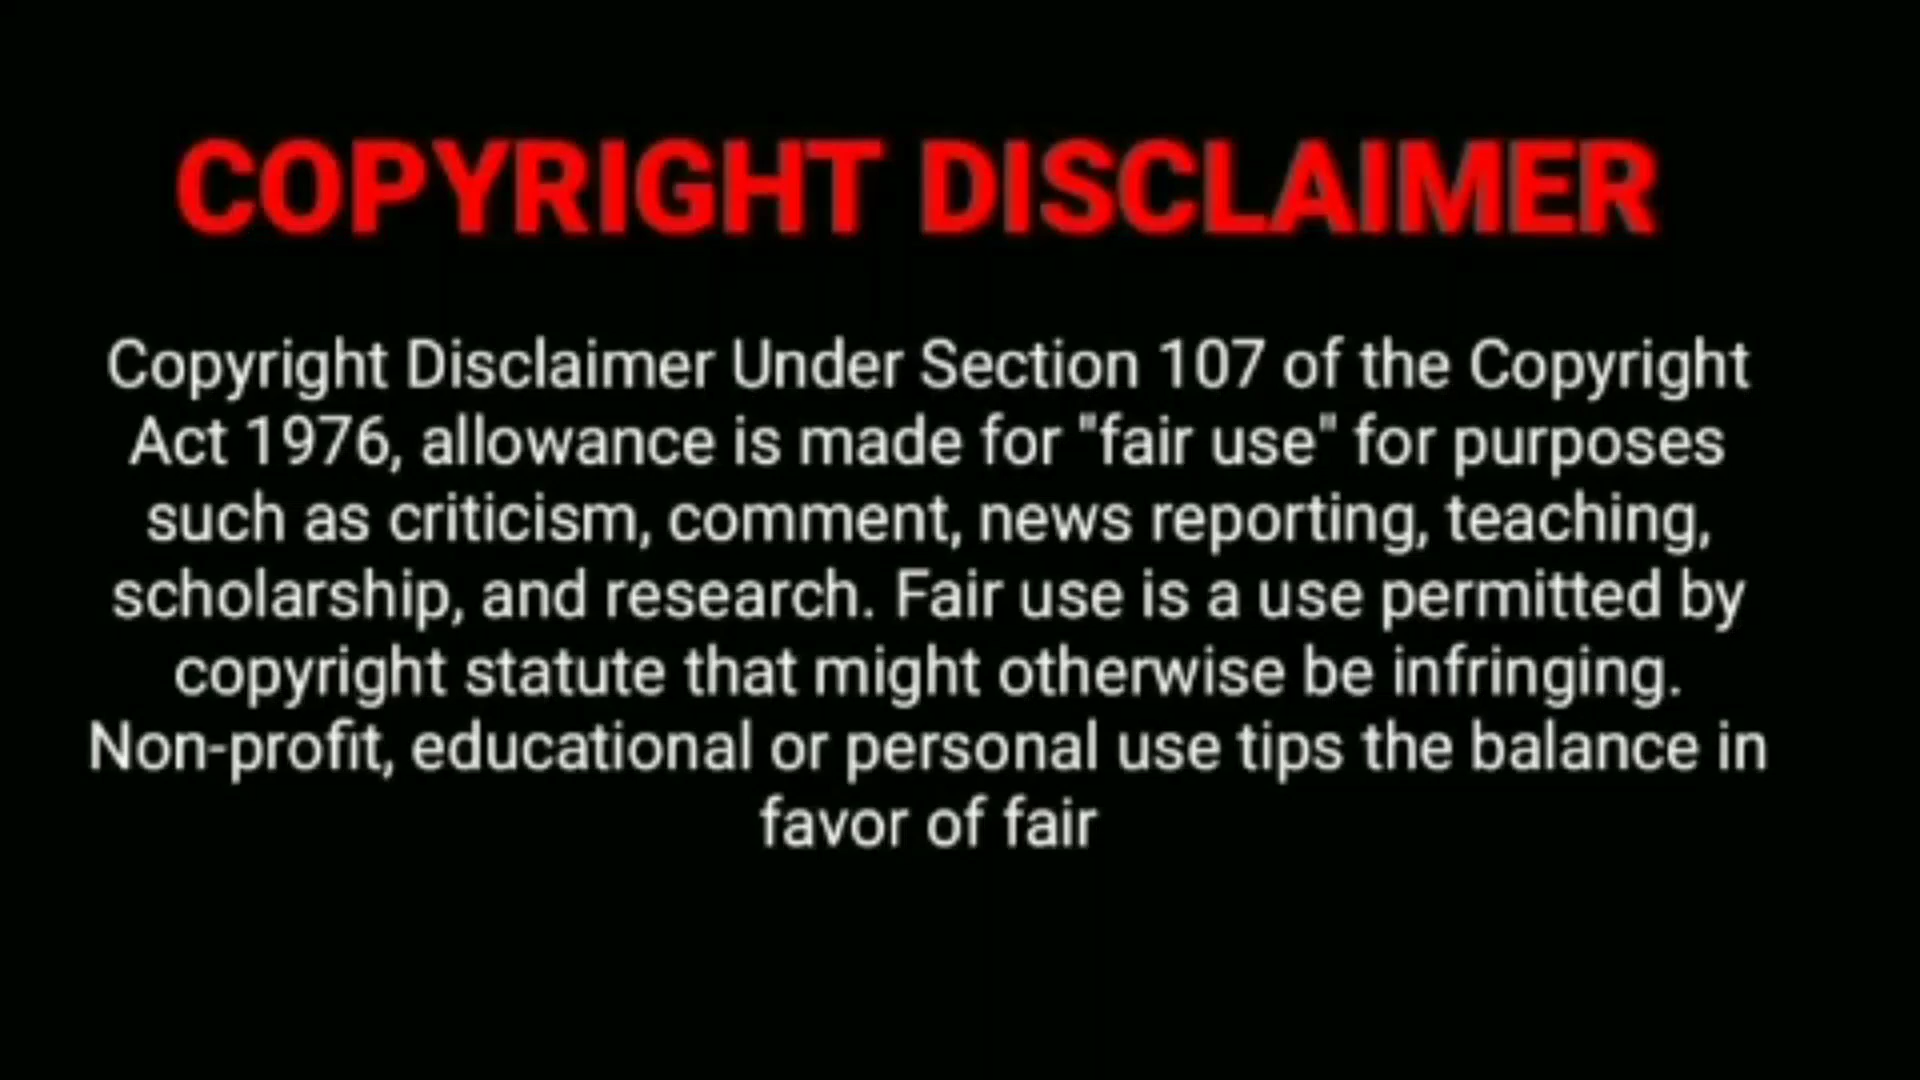 COPYRIGHT DISCLAIMER
Copyright Disclaimer Under Section 107 of the Copyright
Act 1976, allowance is made for "fair use" for purposes
such as criticism, comment, news reporting, teaching,
scholarship, and research. Fair use is a use permitted by
copyright statute that might otherwise be infringing.
Non-profit, educational or personal use tips the balance in
favor of fair